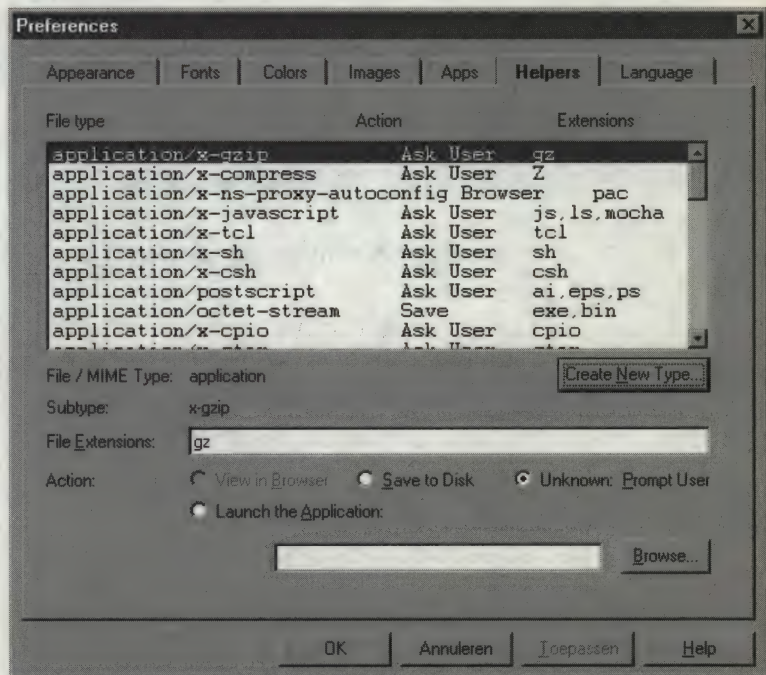 Preferences
Appearance Fonts Colors Images Apps Helpers Language
File type Action Extensions
application/x-gzip Ask User gz
application/x-compress Ask User Z
application/x-ns-proxy-autoconfig Browser pac
application/x-javascript Ask User js,ls,mocha
application/x-tcl Ask User tcl
application/x-sh Ask User sh
application/x-csh Ask User csh
application/postscript Ask User ai,eps,ps
application/octet-stream Save exe,bin
application/x-cpio Ask User cpio
File / MIME Type: application Create New Type...
Subtype: x-gzip
File Extensions: gz
Action: View in Browser Save to Disk Unknown: Prompt User
Launch the Application:
Browse...
OK Annuleren Toepassen Help